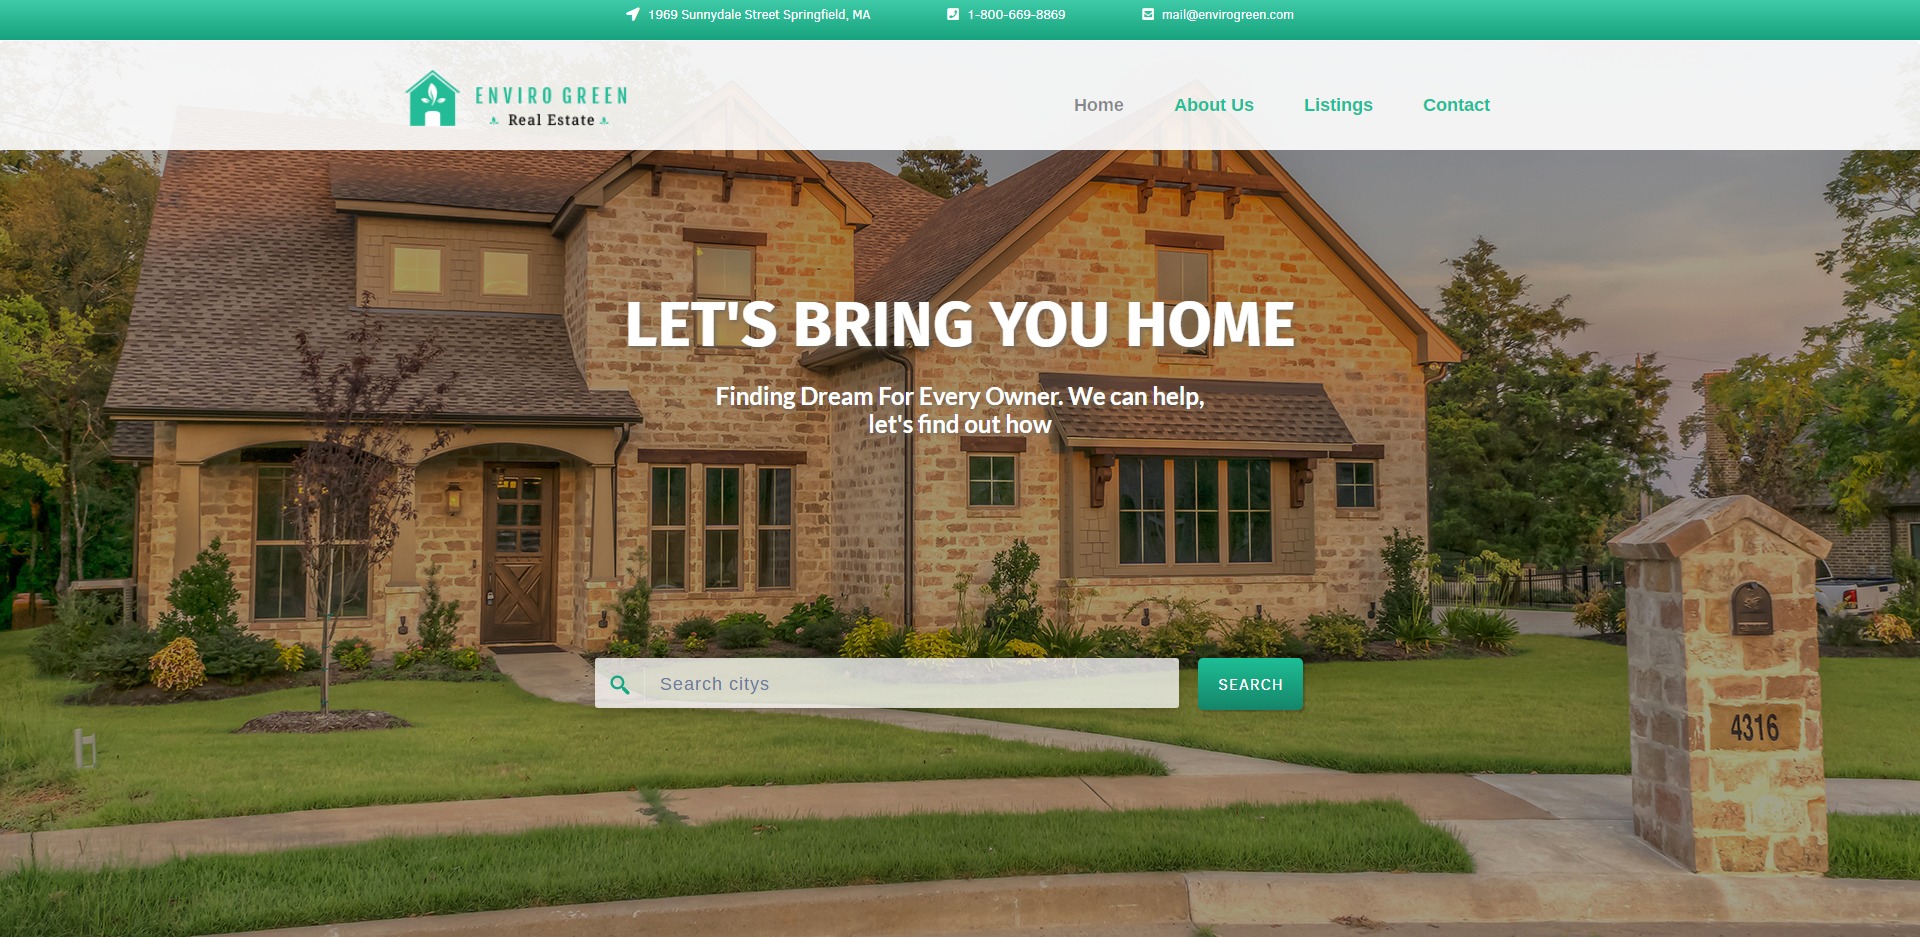 1969 Sunnydale Street Springfield, MA
1-800-669-8869
mail@envirogreen.com
ENVIRO GREEN
Real Estate
Home
About Us
Listings
Contact
LET'S BRING YOU HOME
Finding Dream For Every Owner. We can help,
let's find out how
Search citys
SEARCH
4316